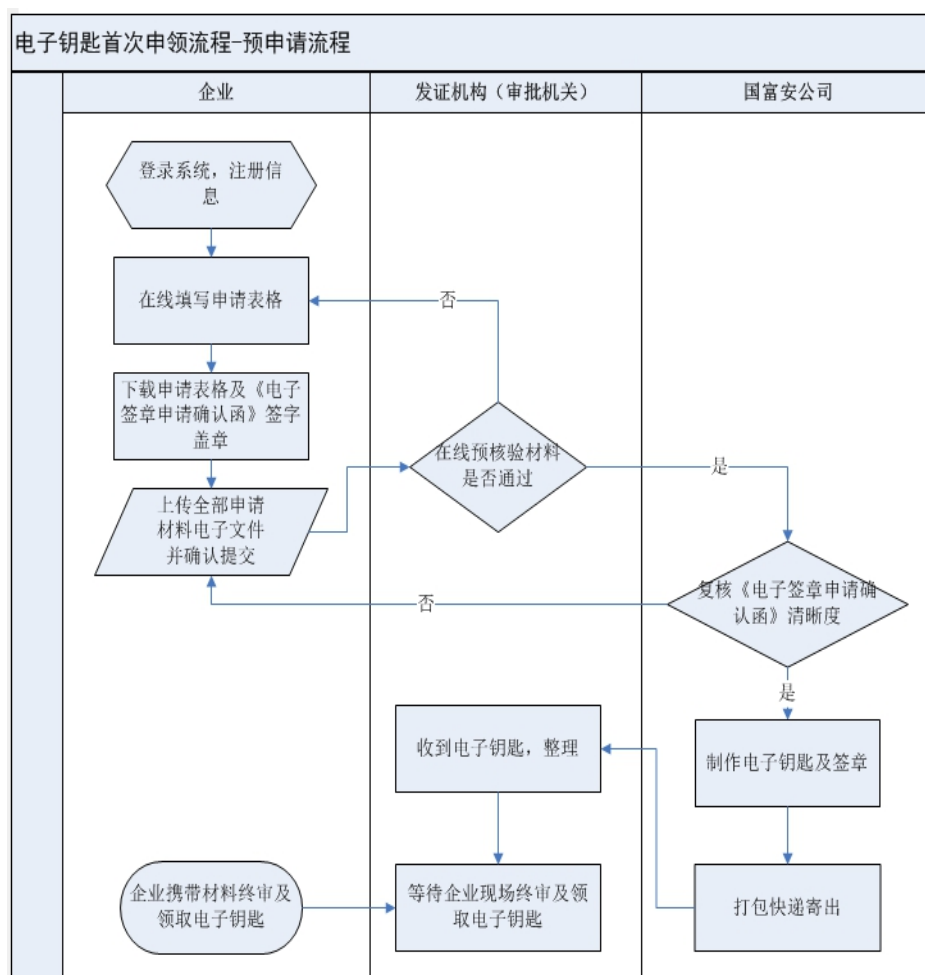 电子钥匙首次申领流程-预申请流程
企业
发证机构（审批机关）
国富安公司
登录系统，注册信
息
在线填写申请表格
否
下载申请表格及《电子
签章申请确认函》签字
盖章
在线预核验材料
是否通过
是
上传全部申请
材料电子文件
并确认提交
复核《电子签章申请确
认函》清晰度
否
是
收到电子钥匙，整理
制作电子钥匙及签章
企业携带材料终审及
领取电子钥匙
等待企业现场终审及领
取电子钥匙
打包快递寄出